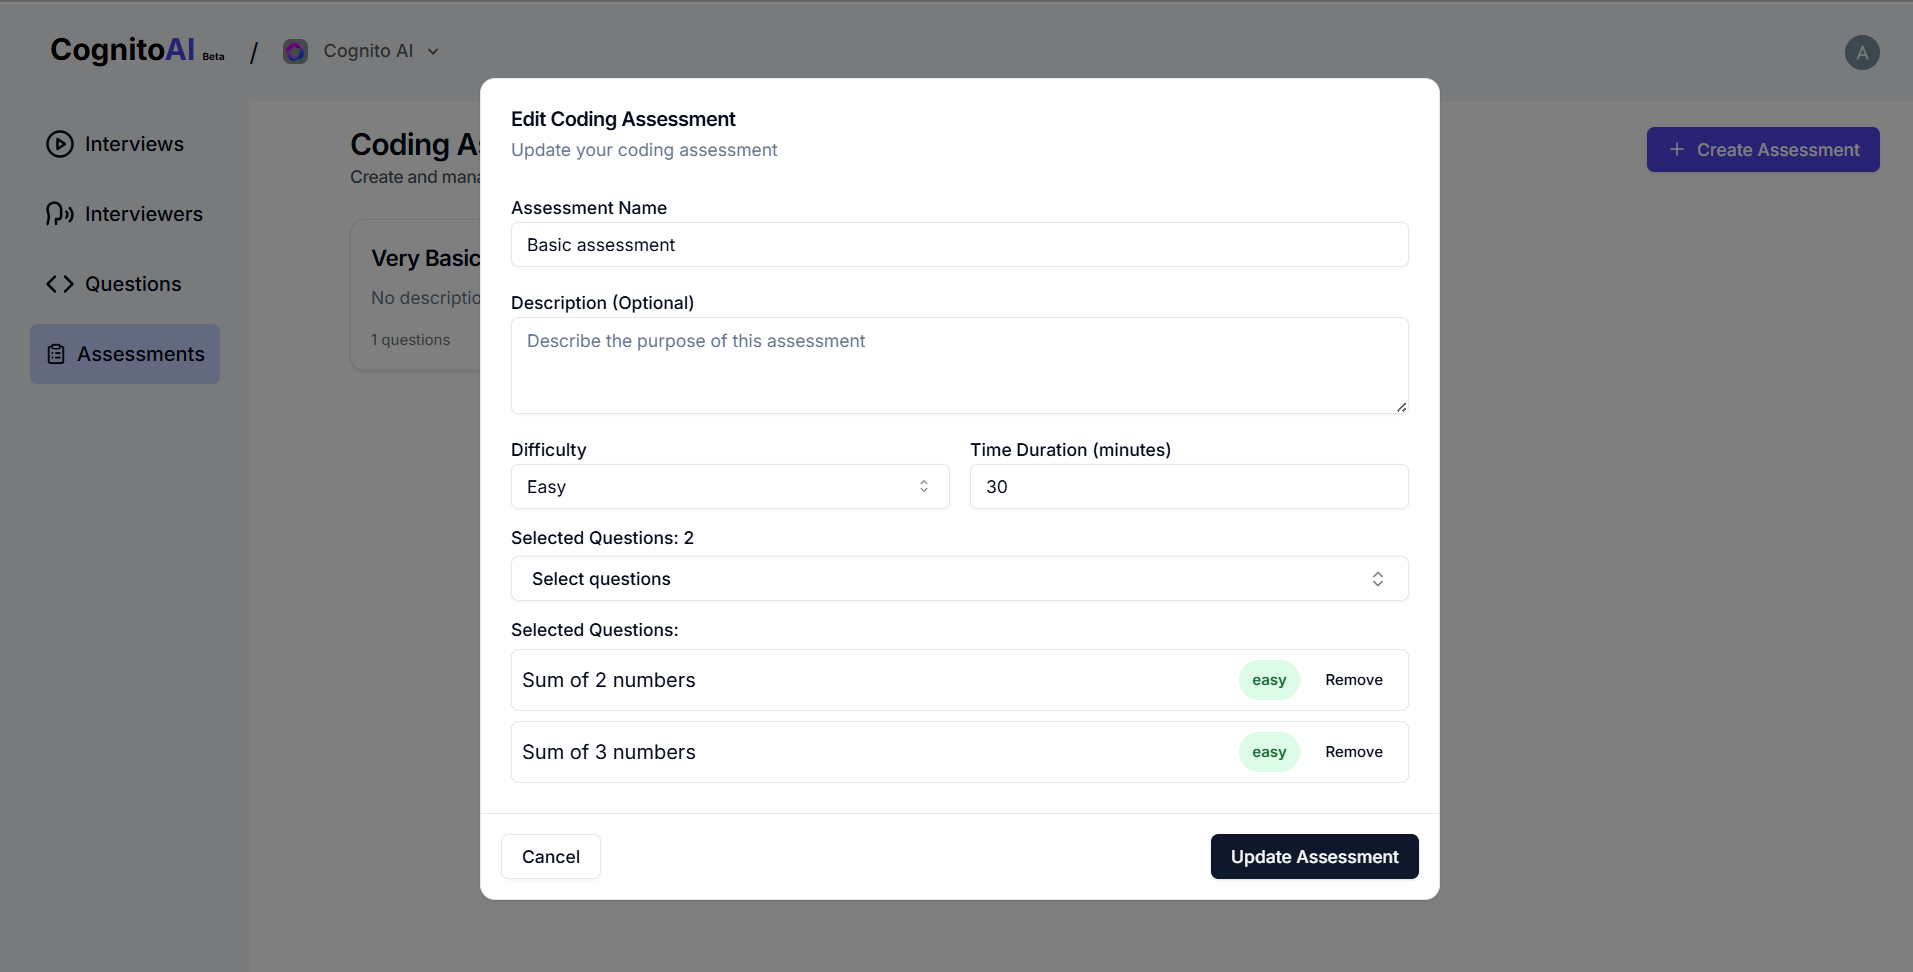 CognitoAI Beta / Cognito AI
A
Interviews
Interviewers
Questions
Assessments
Coding As
Create and mana
Create Assessment
Very Basic
No descriptio
1 questions
Edit Coding Assessment
Update your coding assessment
Assessment Name
Basic assessment
Description (Optional)
Describe the purpose of this assessment
Difficulty
Easy
Time Duration (minutes)
30
Selected Questions: 2
Select questions
Selected Questions:
Sum of 2 numbers easy Remove
Sum of 3 numbers easy Remove
Cancel
Update Assessment